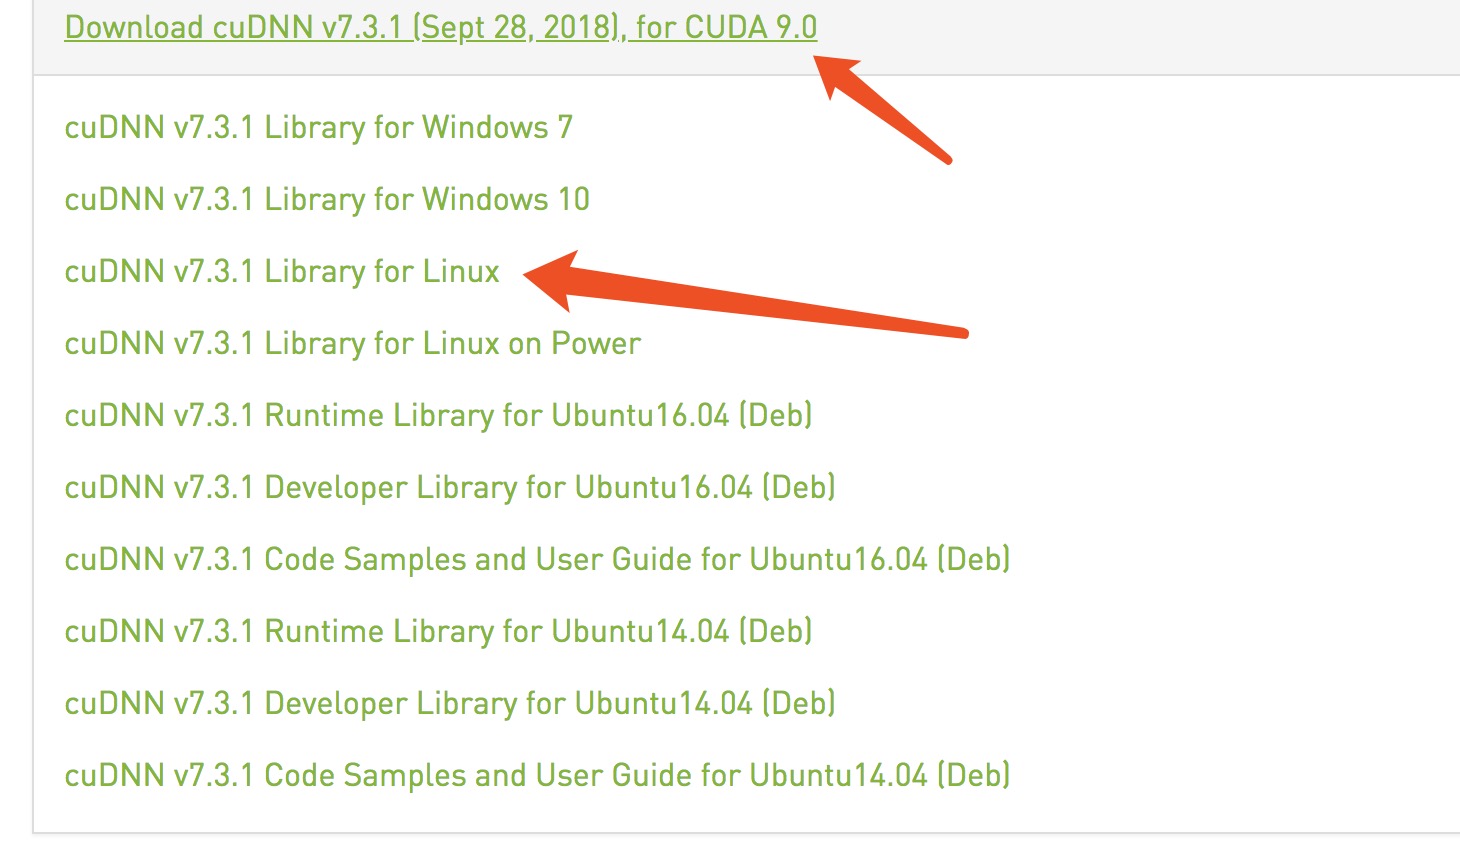 Download cuDNN v7.3.1 (Sept 28, 2018), for CUDA 9.0
cuDNN v7.3.1 Library for Windows 7
cuDNN v7.3.1 Library for Windows 10
cuDNN v7.3.1 Library for Linux
cuDNN v7.3.1 Library for Linux on Power
cuDNN v7.3.1 Runtime Library for Ubuntu16.04 (Deb)
cuDNN v7.3.1 Developer Library for Ubuntu16.04 (Deb)
cuDNN v7.3.1 Code Samples and User Guide for Ubuntu16.04 (Deb)
cuDNN v7.3.1 Runtime Library for Ubuntu14.04 (Deb)
cuDNN v7.3.1 Developer Library for Ubuntu14.04 (Deb)
cuDNN v7.3.1 Code Samples and User Guide for Ubuntu14.04 (Deb)